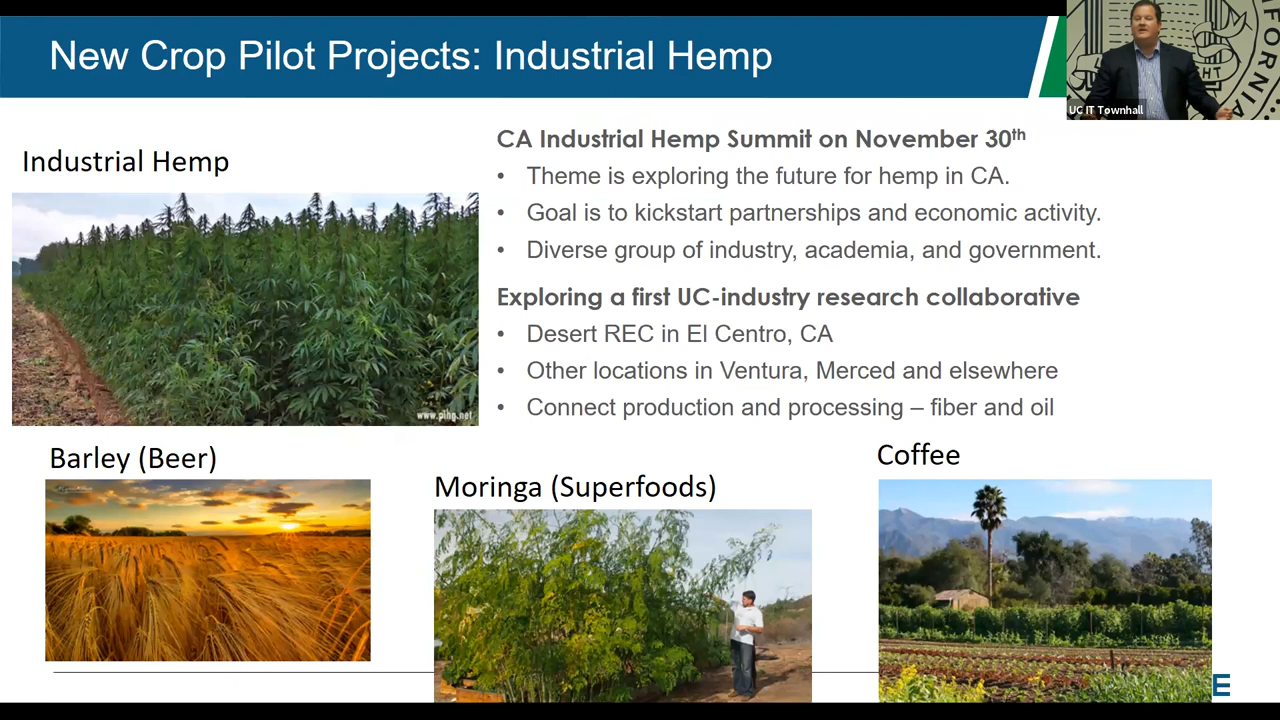 New Crop Pilot Projects: Industrial Hemp
UC IT Townhall
Industrial Hemp
www.pihg.net
CA Industrial Hemp Summit on November 30th
• Theme is exploring the future for hemp in CA.
• Goal is to kickstart partnerships and economic activity.
• Diverse group of industry, academia, and government.
Exploring a first UC-industry research collaborative
• Desert REC in El Centro, CA
• Other locations in Ventura, Merced and elsewhere
• Connect production and processing – fiber and oil
Barley (Beer)
Moringa (Superfoods)
Coffee
E